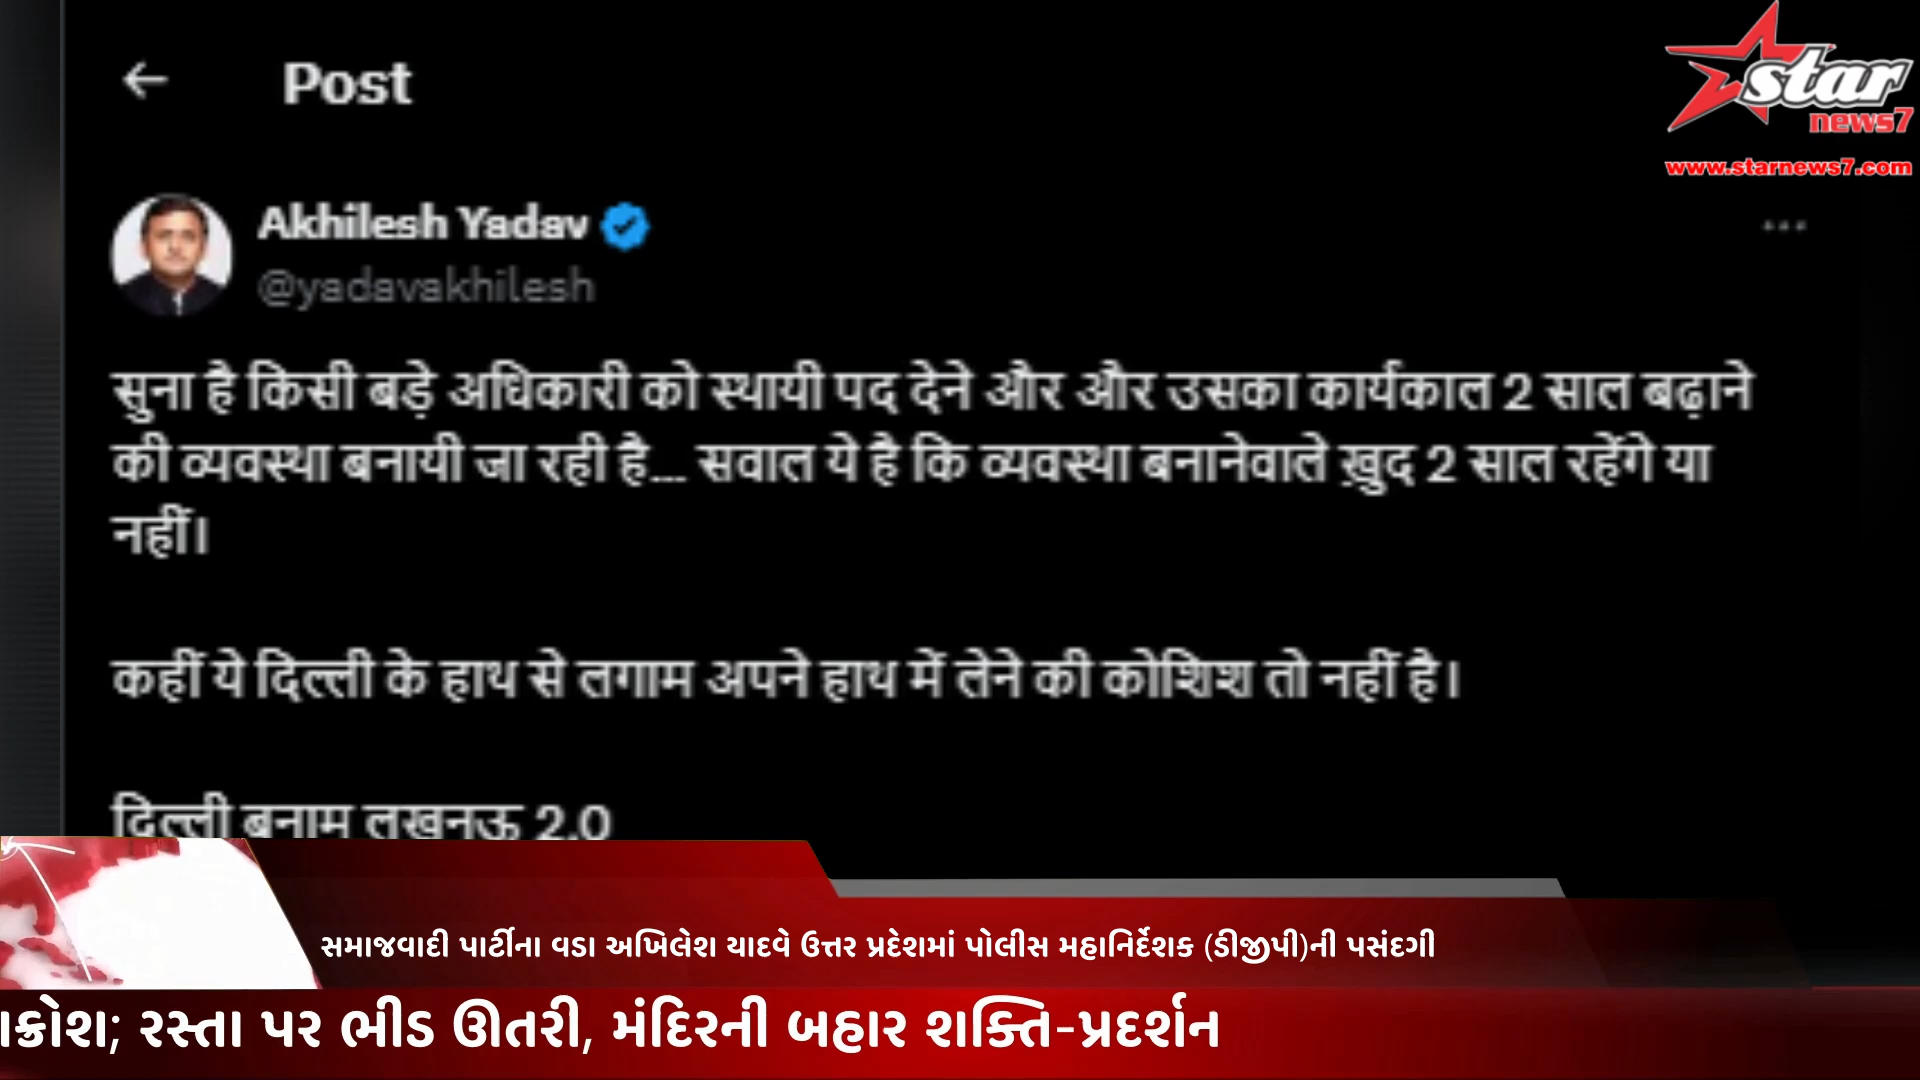 Post
star
news7
www.starnews7.com
Akhilesh Yadav
@yadavakhilesh
सुना है किसी बड़े अधिकारी को स्थायी पद देने और और उसका कार्यकाल 2 साल बढ़ाने
की व्यवस्था बनायी जा रही है... सवाल ये है कि व्यवस्था बनानेवाले ख़ुद 2 साल रहेंगे या
नहीं।
कहीं ये दिल्ली के हाथ से लगाम अपने हाथ में लेने की कोशिश तो नहीं है।
दिल्ली बनाम लखनऊ 2.0
સમાજવાદી પાર્ટીના વડા અખિલેશ યાદવે ઉત્તર પ્રદેશમાં પોલીસ મહાનિર્દેશક (ડીજીપી)ની પસંદગી
ાક્રોશ; રસ્તા પર ભીડ ઊતરી, મંદિરની બહાર શક્તિ-પ્રદર્શન